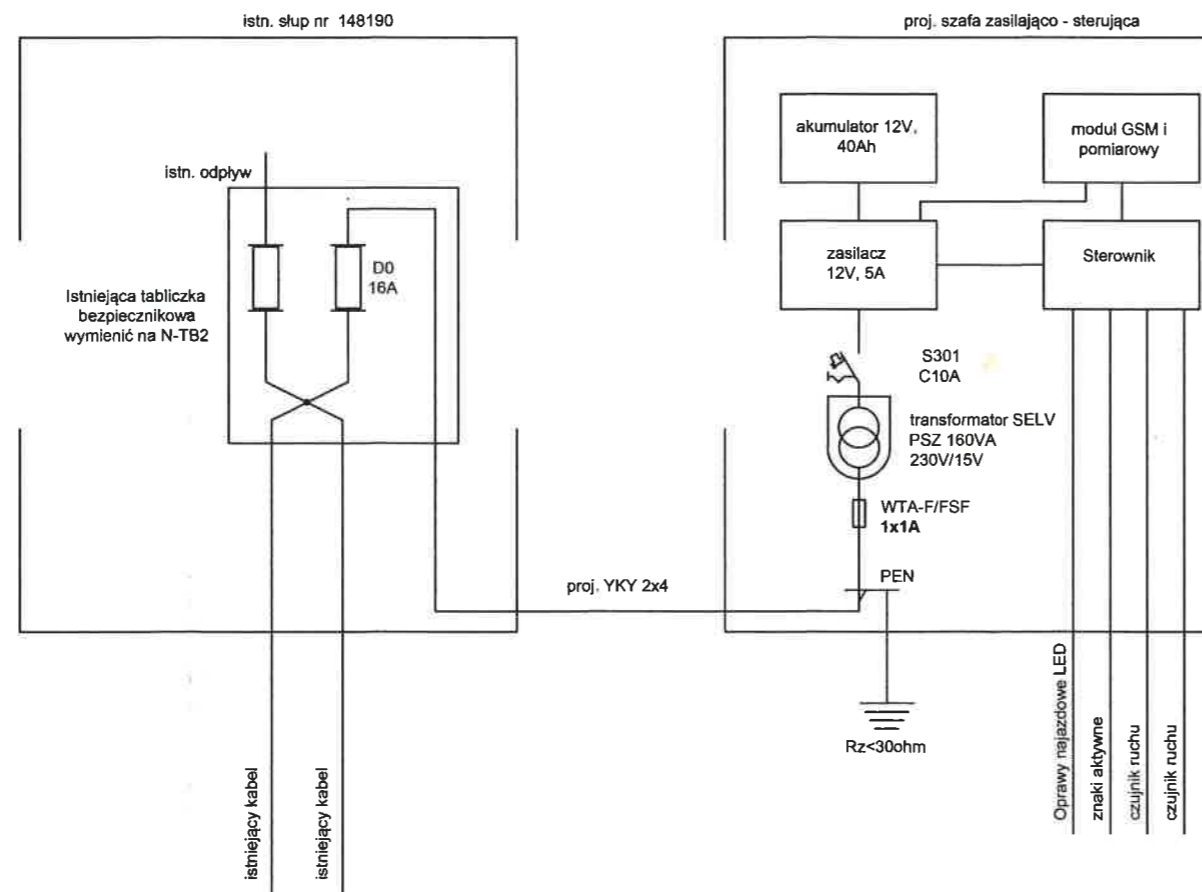 istn. słup nr 148190
proj. szafa zasilająco - sterująca
akumulator 12V,
40Ah
moduł GSM i
pomiarowy
istn. odpływ
D0
16A
zasilacz
12V, 5A
Sterownik
Istniejąca tabliczka
bezpiecznikowa
wymienić na N-TB2
S301
C10A
transformator SELV
PSZ 160VA
230V/15V
WTA-F/FSF
1x1A
proj. YKY 2x4
PEN
Rz<30ohm
istniejący kabel
istniejący kabel
Oprawy najazdowe LED
znaki aktywne
czujnik ruchu
czujnik ruchu